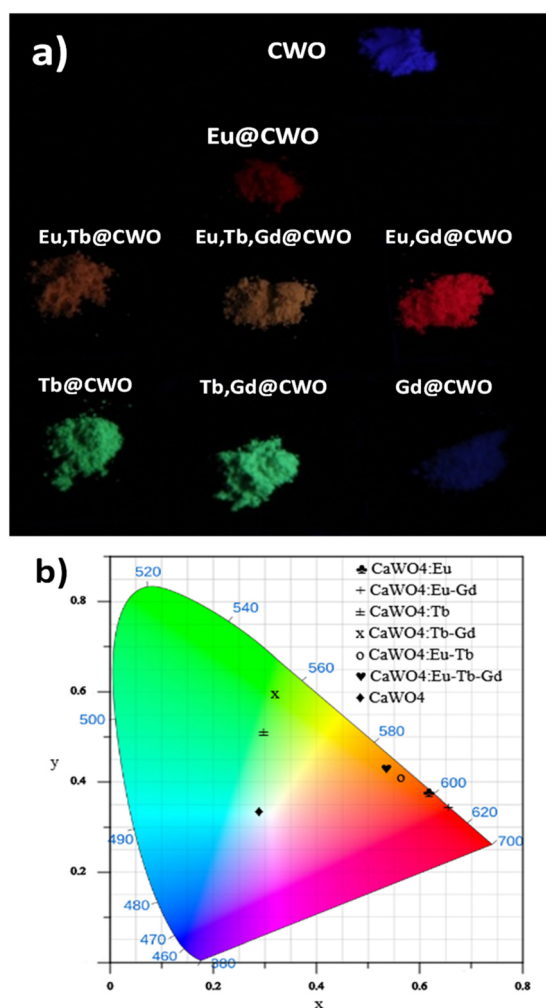 a)
CWO
Eu@CWO
Eu,Tb@CWO Eu,Tb,Gd@CWO Eu,Gd@CWO
Tb@CWO Tb,Gd@CWO Gd@CWO
b)
CaWO4:Eu
CaWO4:Eu-Gd
CaWO4:Tb
CaWO4:Tb-Gd
CaWO4:Eu-Tb
CaWO4:Eu-Tb-Gd
CaWO4
520
540
560
500
580
600
620
700
490
480
470
460
380
0.8
0.6
0.4
0.2
y
0 0.2 0.4 0.6 0.8
x